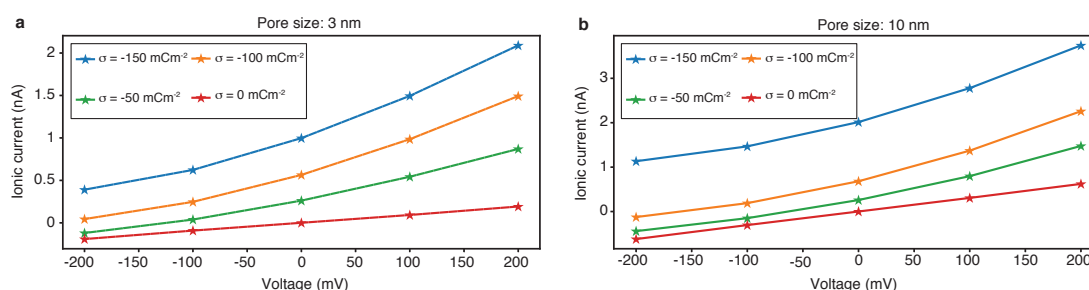 a
Pore size: 3 nm
σ = -150 mCm⁻²
σ = -100 mCm⁻²
σ = -50 mCm⁻²
σ = 0 mCm⁻²
2
1.5
1
0.5
0
Ionic current (nA)
-200 -150 -100 -50 0 50 100 150 200
Voltage (mV)
b
Pore size: 10 nm
σ = -150 mCm⁻²
σ = -100 mCm⁻²
σ = -50 mCm⁻²
σ = 0 mCm⁻²
3
2
1
0
Ionic current (nA)
-200 -150 -100 -50 0 50 100 150 200
Voltage (mV)